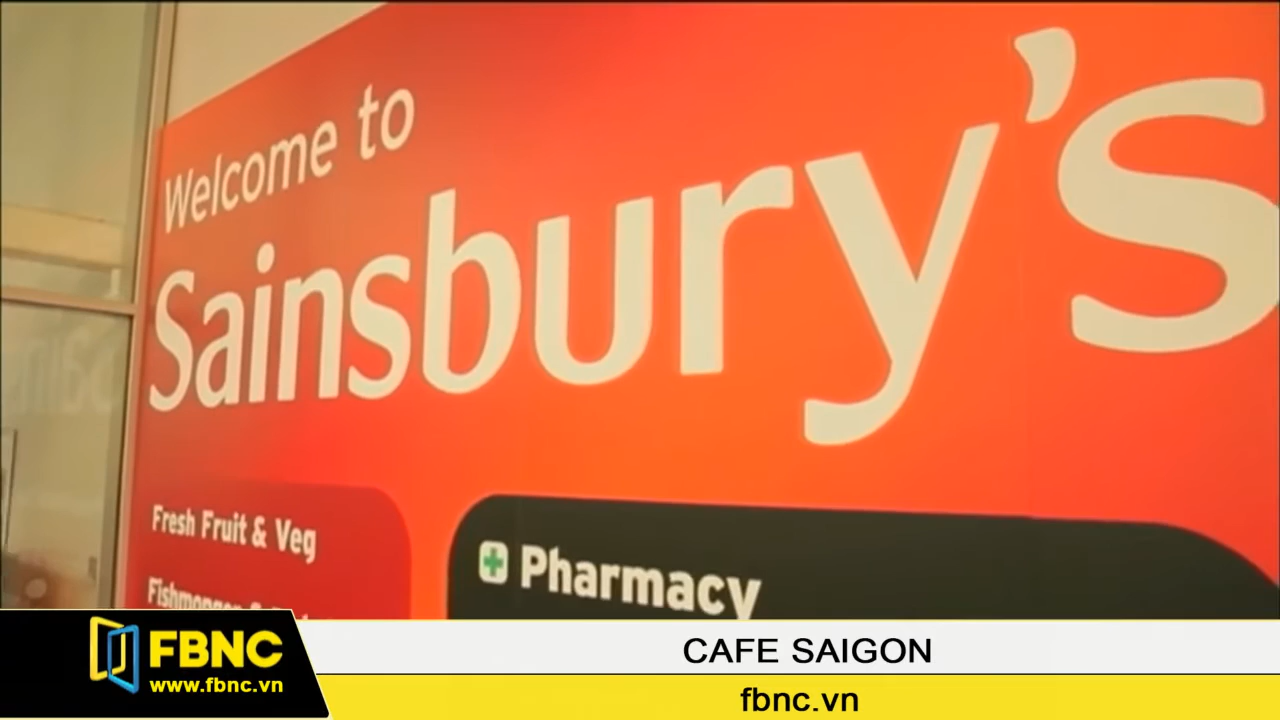 Welcome to
Sainsbury's
Fresh Fruit & Veg
Pharmacy
FBNC
www.fbnc.vn
CAFE SAIGON
fbnc.vn